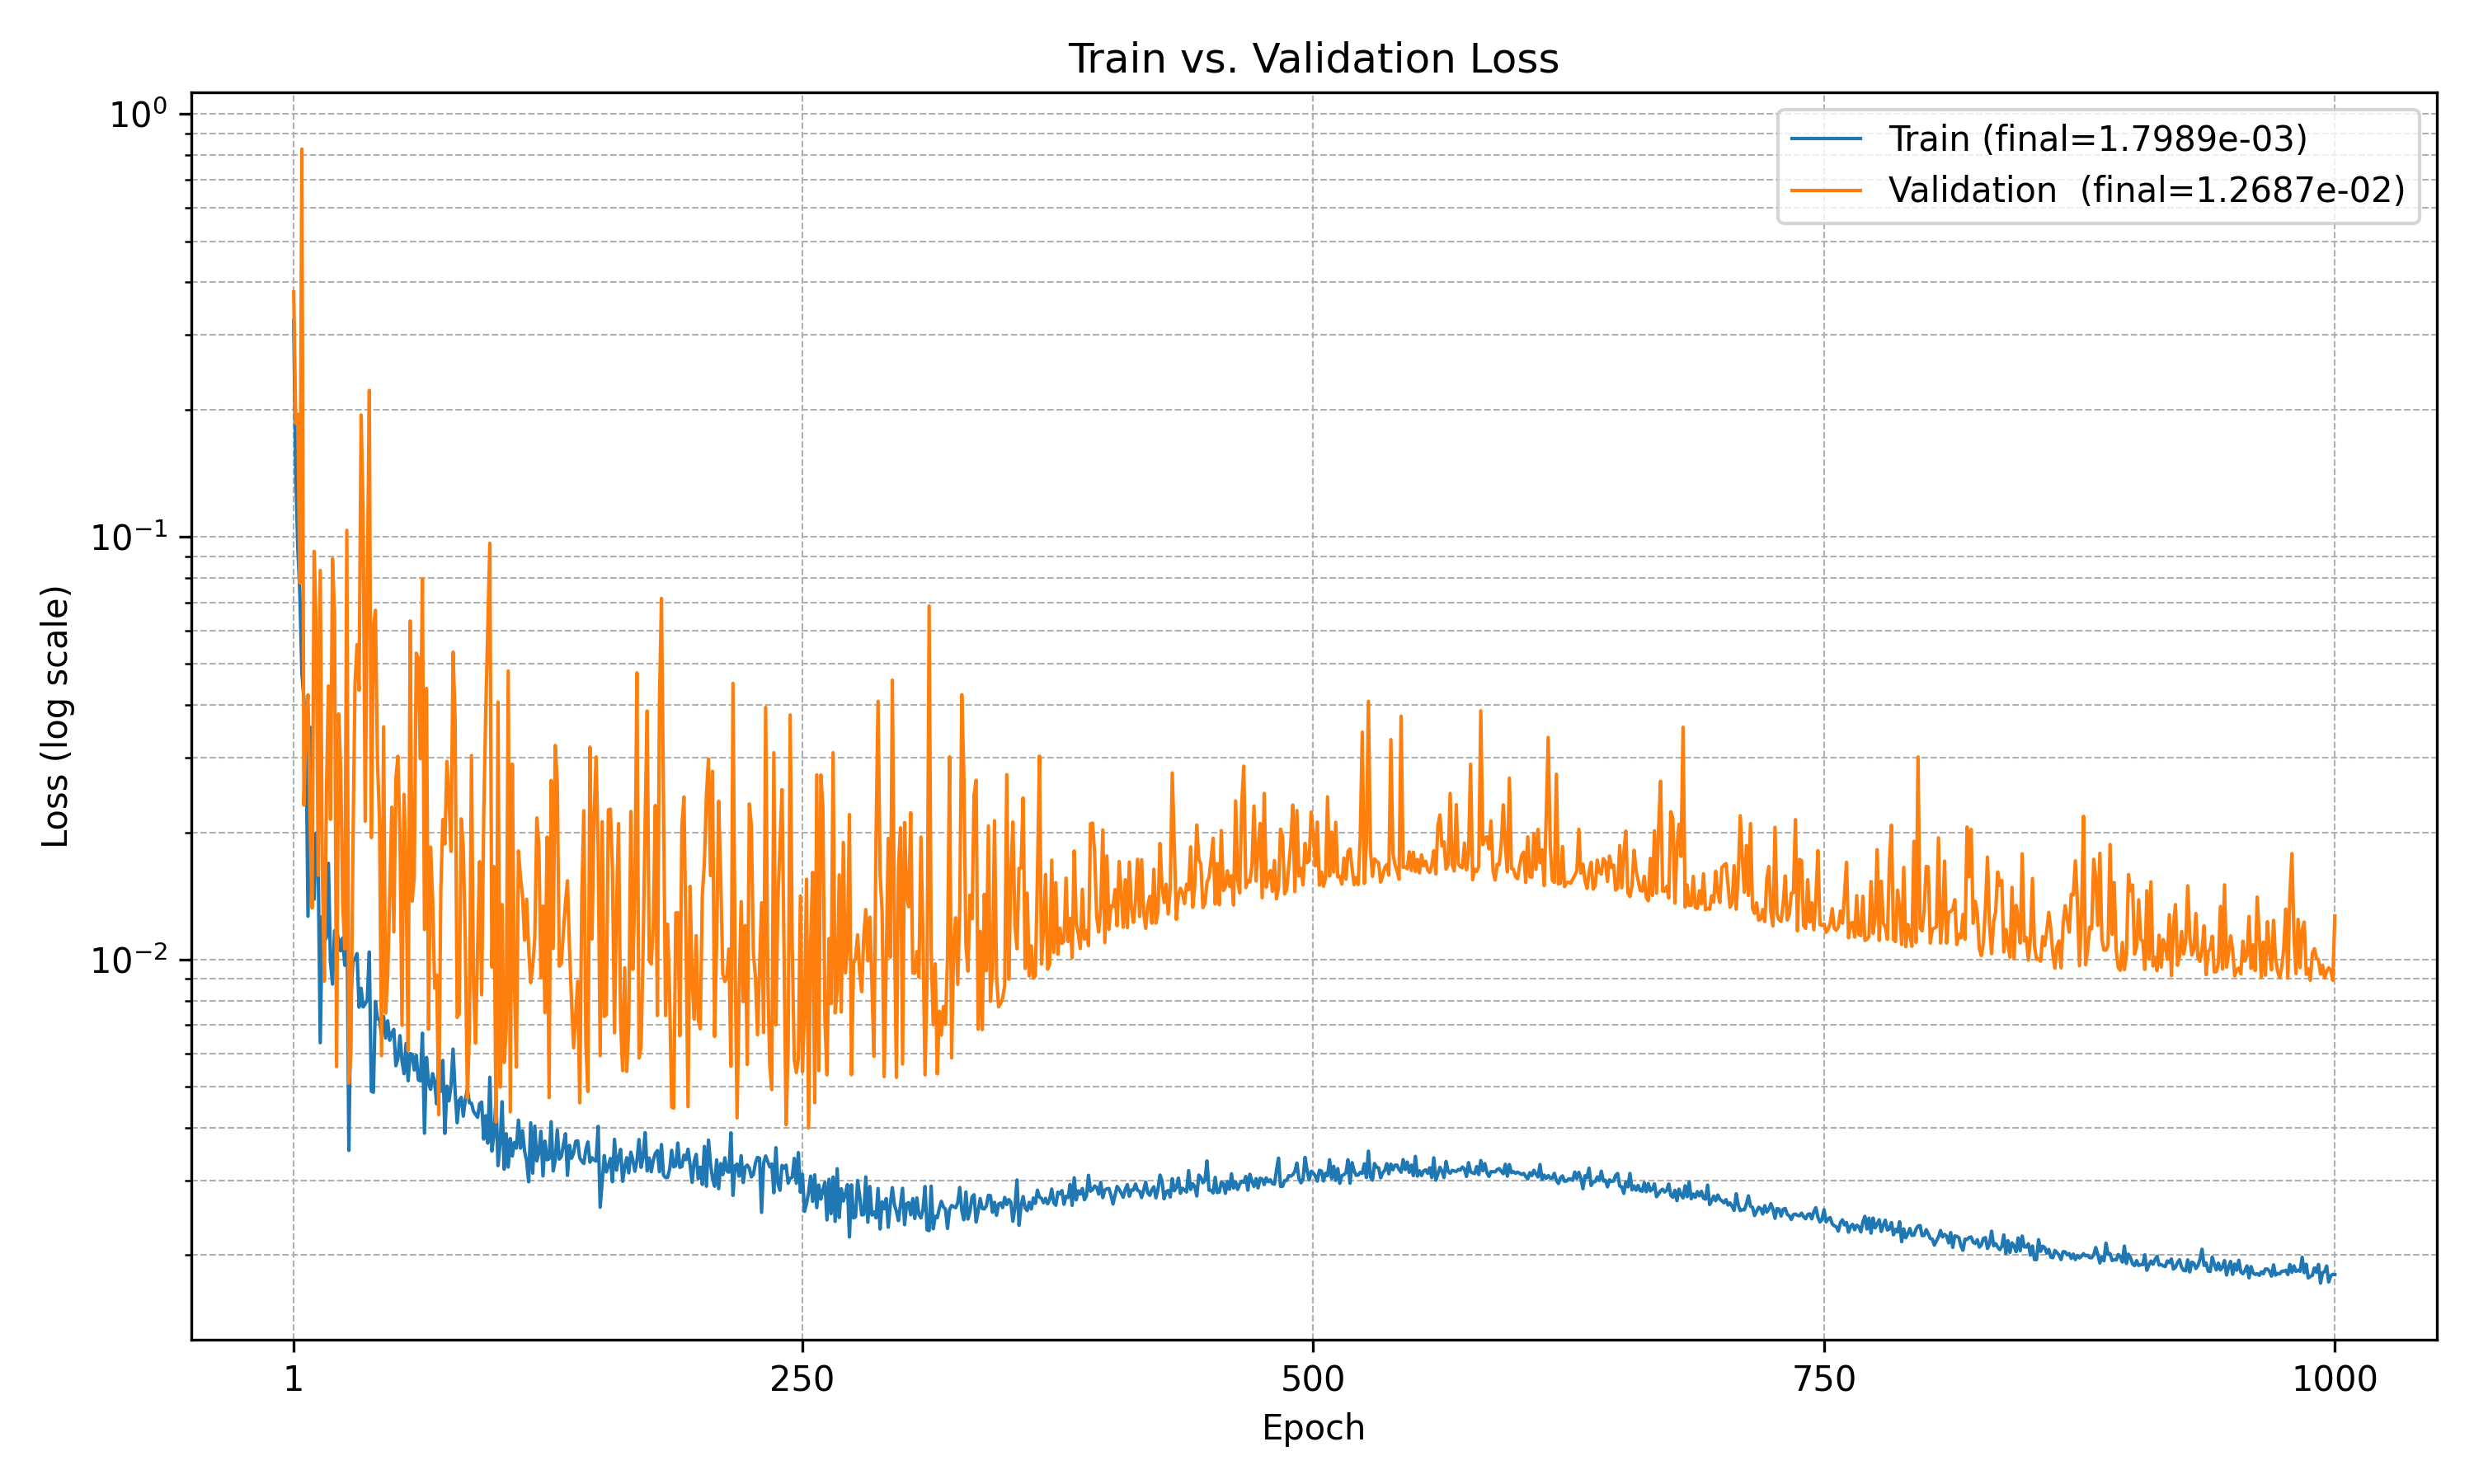 Train vs. Validation Loss
10⁰
10⁻¹
10⁻²
Loss (log scale)
Train (final=1.7989e-03)
Validation  (final=1.2687e-02)
1 250 500 750 1000
Epoch